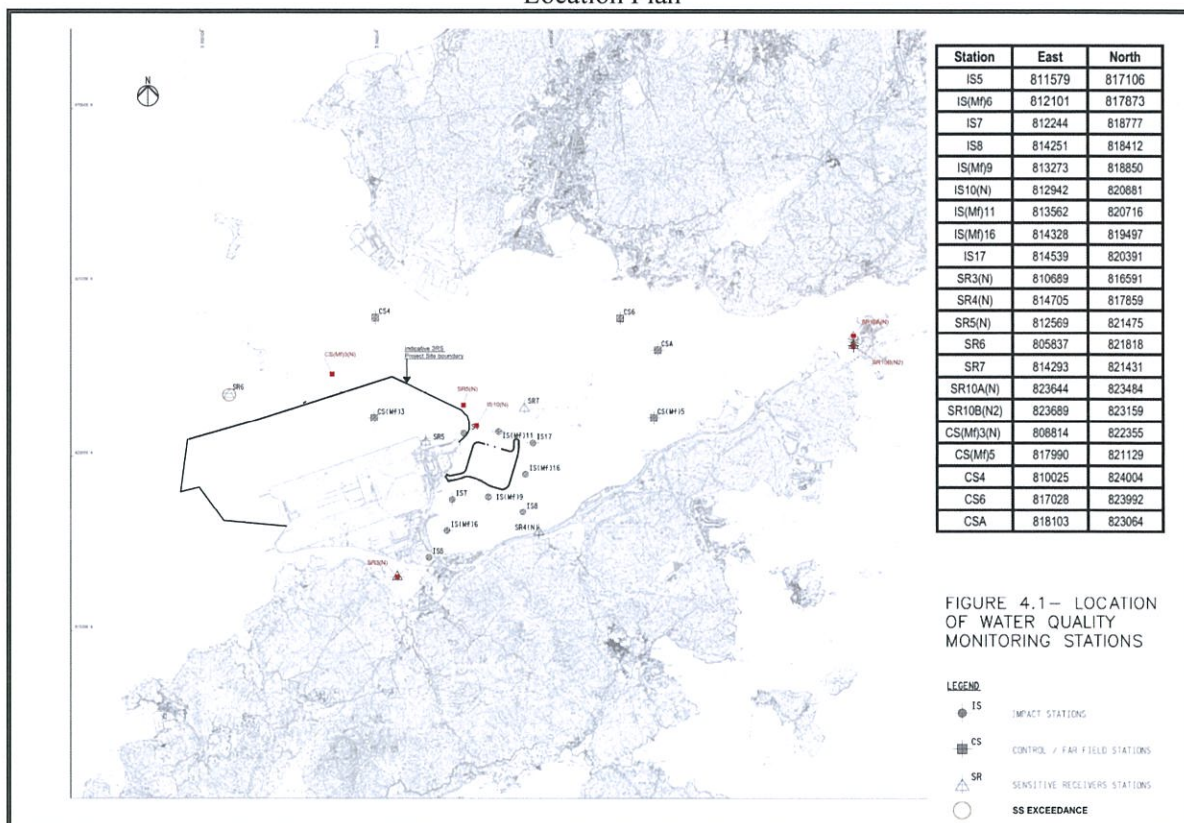 Location Plan
N
Station East North
IS5 811579 817106
IS(Mf)6 812101 817873
IS7 812244 818777
IS8 814251 818412
IS(Mf)9 813273 818850
IS10(N) 812942 820881
IS(Mf)11 813562 820716
IS(Mf)16 814328 819497
IS17 814539 820391
SR3(N) 810689 816591
SR4(N) 814705 817859
SR5(N) 812569 821475
SR6 805837 821818
SR7 814293 821431
SR10A(N) 823644 823484
SR10B(N2) 823689 823159
CS(Mf)3(N) 808814 822355
CS(Mf)5 817990 821129
CS4 810025 824004
CS6 817028 823992
CSA 818103 823064
CS4
CS6
SR10A(N)
CSA
SR10B(N2)
Indicative 3RS
Project Site boundary
CS(Mf)3(N)
SR6
SR5(N)
SR7
IS10(N)
CS(Mf)3
CS(Mf)5
SR5
IS(Mf)11
IS17
IS(Mf)16
IS7
IS(Mf)9
IS8
IS(Mf)6
SR4(N)
IS5
SR3(N)
FIGURE 4.1— LOCATION
OF WATER QUALITY
MONITORING STATIONS
LEGEND
IS
IMPACT STATIONS
CS
CONTROL / FAR FIELD STATIONS
SR
SENSITIVE RECEIVERS STATIONS
SS EXCEEDANCE